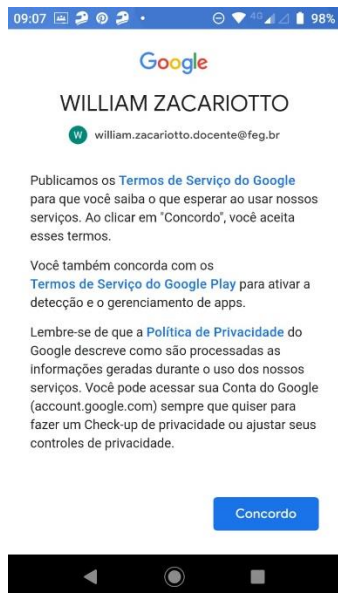 09:07 4G 98%
Google
WILLIAM ZACARIOTTO
W william.zacariotto.docente@feg.br
Publicamos os Termos de Serviço do Google
para que você saiba o que esperar ao usar nossos
serviços. Ao clicar em "Concordo", você aceita
esses termos.
Você também concorda com os
Termos de Serviço do Google Play para ativar a
detecção e o gerenciamento de apps.
Lembre-se de que a Política de Privacidade do
Google descreve como são processadas as
informações geradas durante o uso dos nossos
serviços. Você pode acessar sua Conta do Google
(account.google.com) sempre que quiser para
fazer um Check-up de privacidade ou ajustar seus
controles de privacidade.
Concordo